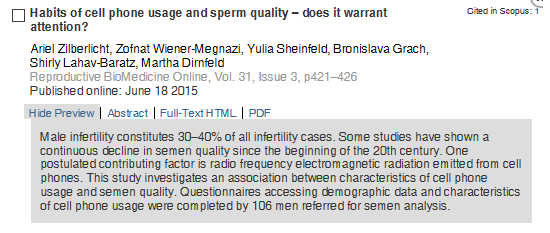 Habits of cell phone usage and sperm quality – does it warrant
Cited in Scopus: 1
attention?
Ariel Zilberlicht, Zofnat Wiener-Megnazi, Yulia Sheinfeld, Bronislava Grach,
Shirly Lahav-Baratz, Martha Dirnfeld
Reproductive BioMedicine Online, Vol. 31, Issue 3, p421–426
Published online: June 18 2015
Hide Preview | Abstract | Full-Text HTML | PDF
Male infertility constitutes 30–40% of all infertility cases. Some studies have shown a
continuous decline in semen quality since the beginning of the 20th century. One
postulated contributing factor is radio frequency electromagnetic radiation emitted from cell
phones. This study investigates an association between characteristics of cell phone
usage and semen quality. Questionnaires accessing demographic data and characteristics
of cell phone usage were completed by 106 men referred for semen analysis.